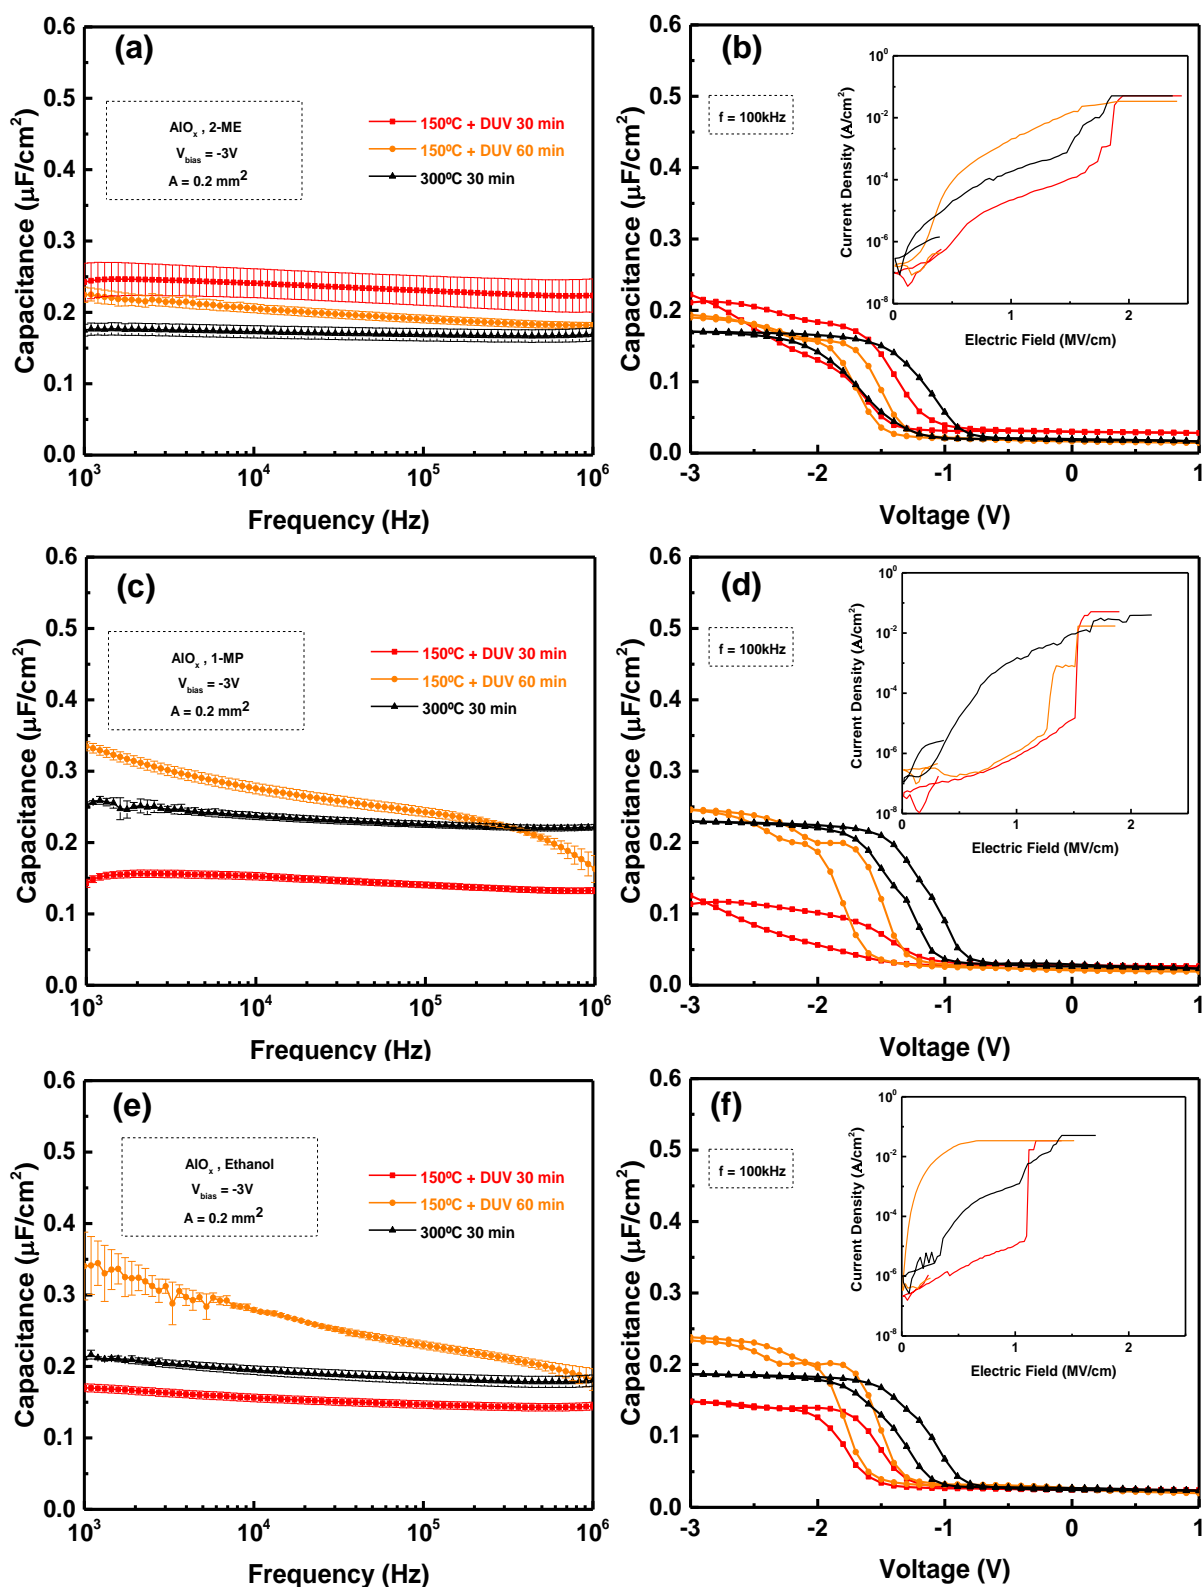 (a)
AlOx , 2-ME
Vbias = -3V
A = 0.2 mm2
150ºC + DUV 30 min
150ºC + DUV 60 min
300ºC 30 min
Capacitance (µF/cm2)
0.6
0.5
0.4
0.3
0.2
0.1
0.0
103 104 105 106
Frequency (Hz)
(b)
f = 100kHz
Capacitance (µF/cm2)
0.6
0.5
0.4
0.3
0.2
0.1
0.0
-3 -2 -1 0 1
Voltage (V)
Current Density (A/cm2)
100
10-2
10-4
10-6
10-8
0 1 2
Electric Field (MV/cm)
(c)
AlOx , 1-MP
Vbias = -3V
A = 0.2 mm2
150ºC + DUV 30 min
150ºC + DUV 60 min
300ºC 30 min
Capacitance (µF/cm2)
0.6
0.5
0.4
0.3
0.2
0.1
0.0
103 104 105 106
Frequency (Hz)
(d)
f = 100kHz
Capacitance (µF/cm2)
0.6
0.5
0.4
0.3
0.2
0.1
0.0
-3 -2 -1 0 1
Voltage (V)
Current Density (A/cm2)
100
10-2
10-4
10-6
10-8
0 1 2
Electric Field (MV/cm)
(e)
AlOx , Ethanol
Vbias = -3V
A = 0.2 mm2
150ºC + DUV 30 min
150ºC + DUV 60 min
300ºC 30 min
Capacitance (µF/cm2)
0.6
0.5
0.4
0.3
0.2
0.1
0.0
103 104 105 106
Frequency (Hz)
(f)
f = 100kHz
Capacitance (µF/cm2)
0.6
0.5
0.4
0.3
0.2
0.1
0.0
-3 -2 -1 0 1
Voltage (V)
Current Density (A/cm2)
100
10-2
10-4
10-6
10-8
0 1 2
Electric Field (MV/cm)